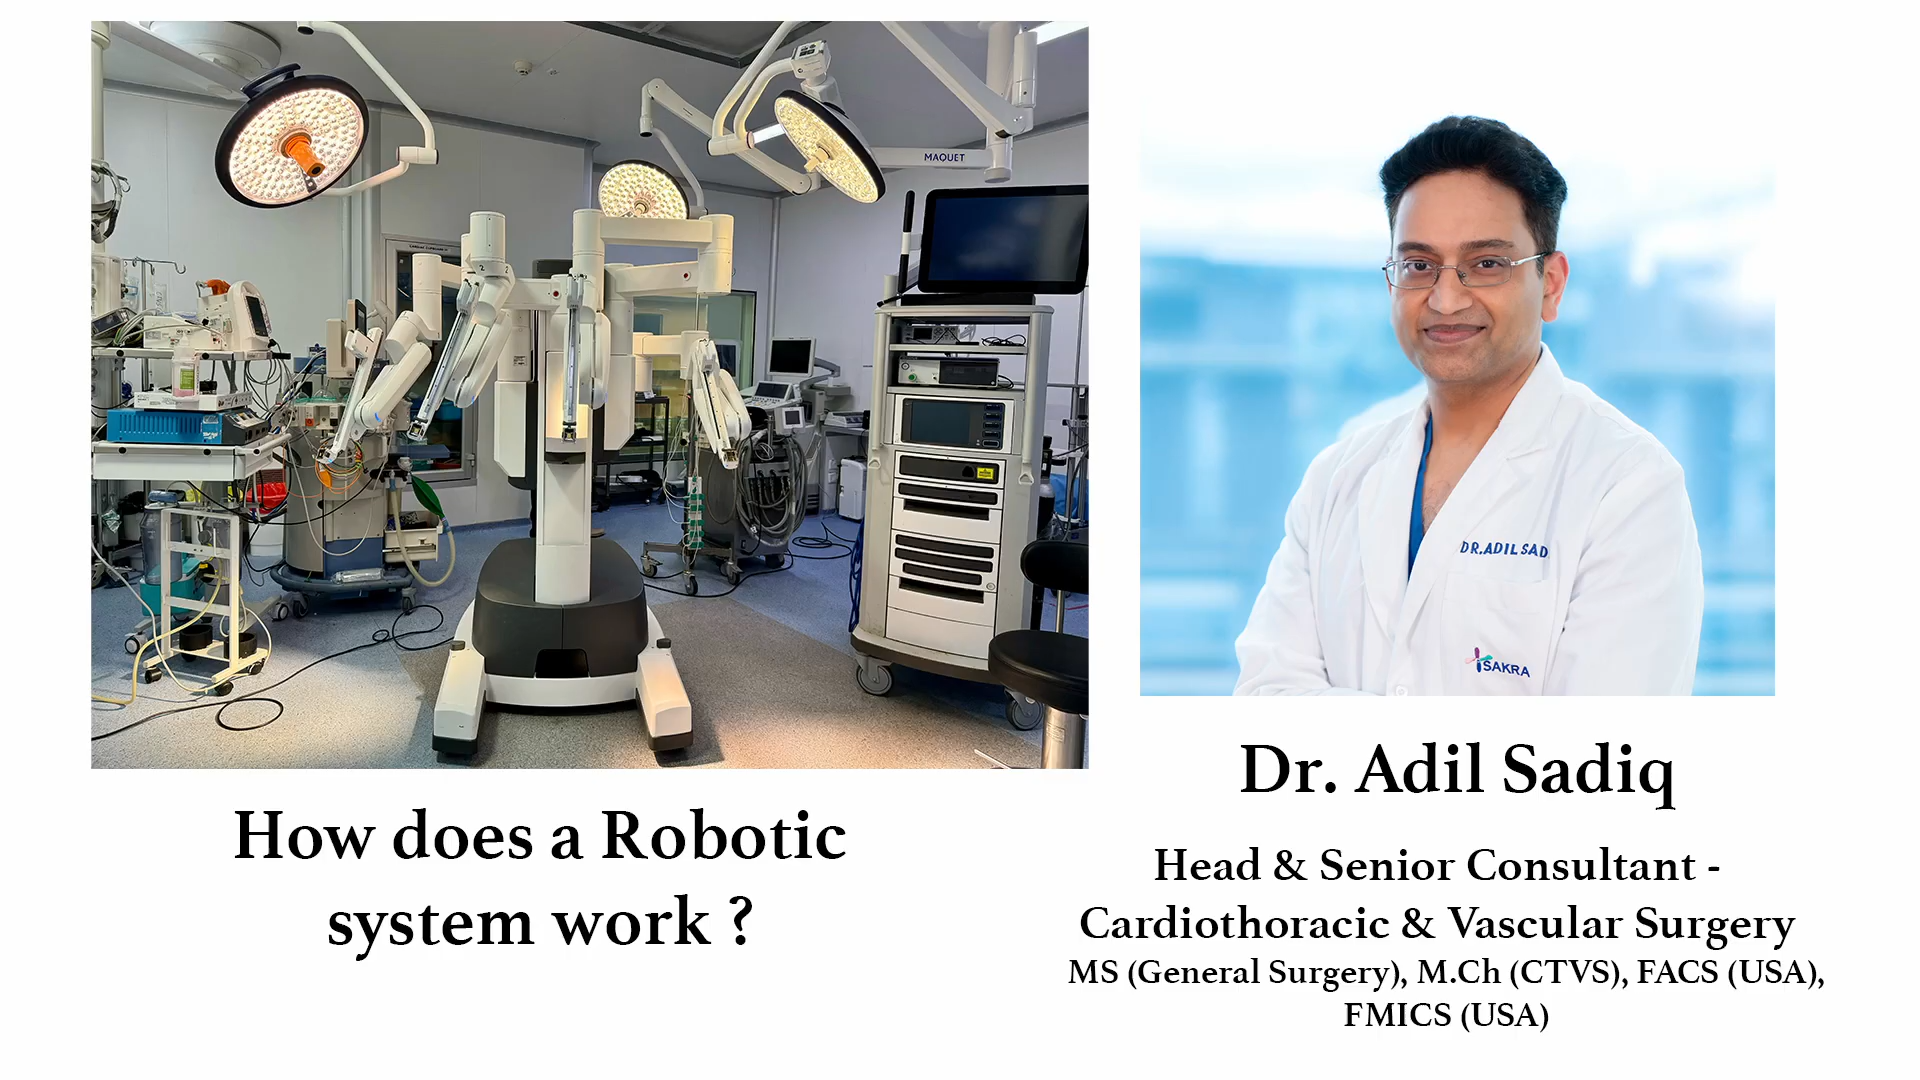 MAQUET
2
DR.ADIL SAD
SAKRA
How does a Robotic
system work ?
Dr. Adil Sadiq
Head & Senior Consultant -
Cardiothoracic & Vascular Surgery
MS (General Surgery), M.Ch (CTVS), FACS (USA),
FMICS (USA)